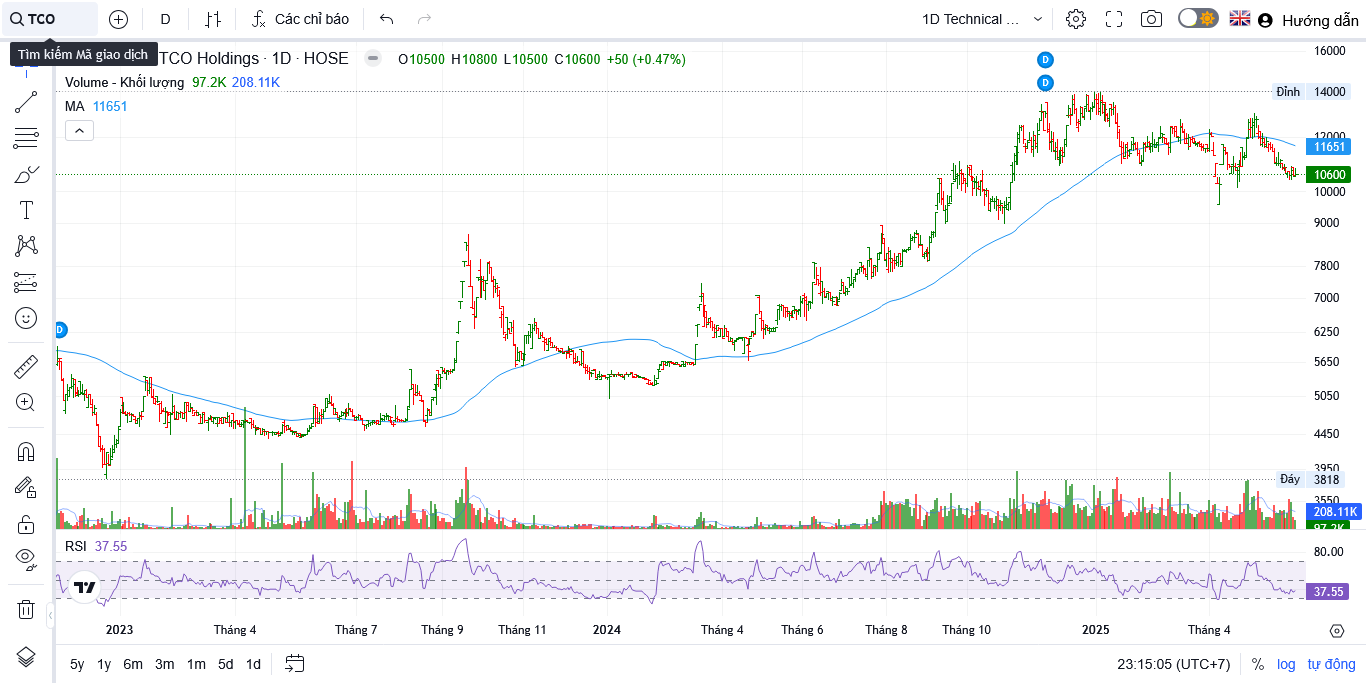 TCO
D
Các chỉ báo
1D Technical ...
Hướng dẫn
Tìm kiếm Mã giao dịch
TCO Holdings · 1D · HOSE
O10500 H10800 L10500 C10600 +50 (+0.47%)
Volume - Khối lượng 97.2K 208.11K
MA 11651
D
D
D
16000
Đỉnh 14000
12000
11651
10600
10000
9000
7800
7000
6250
5650
5050
4450
3950
Đáy 3818
3550
208.11K
97.2K
RSI 37.55
80.00
37.55
2023 Tháng 4 Tháng 7 Tháng 9 Tháng 11 2024 Tháng 4 Tháng 6 Tháng 8 Tháng 10 2025 Tháng 4
5y 1y 6m 3m 1m 5d 1d
23:15:05 (UTC+7) % log tự động